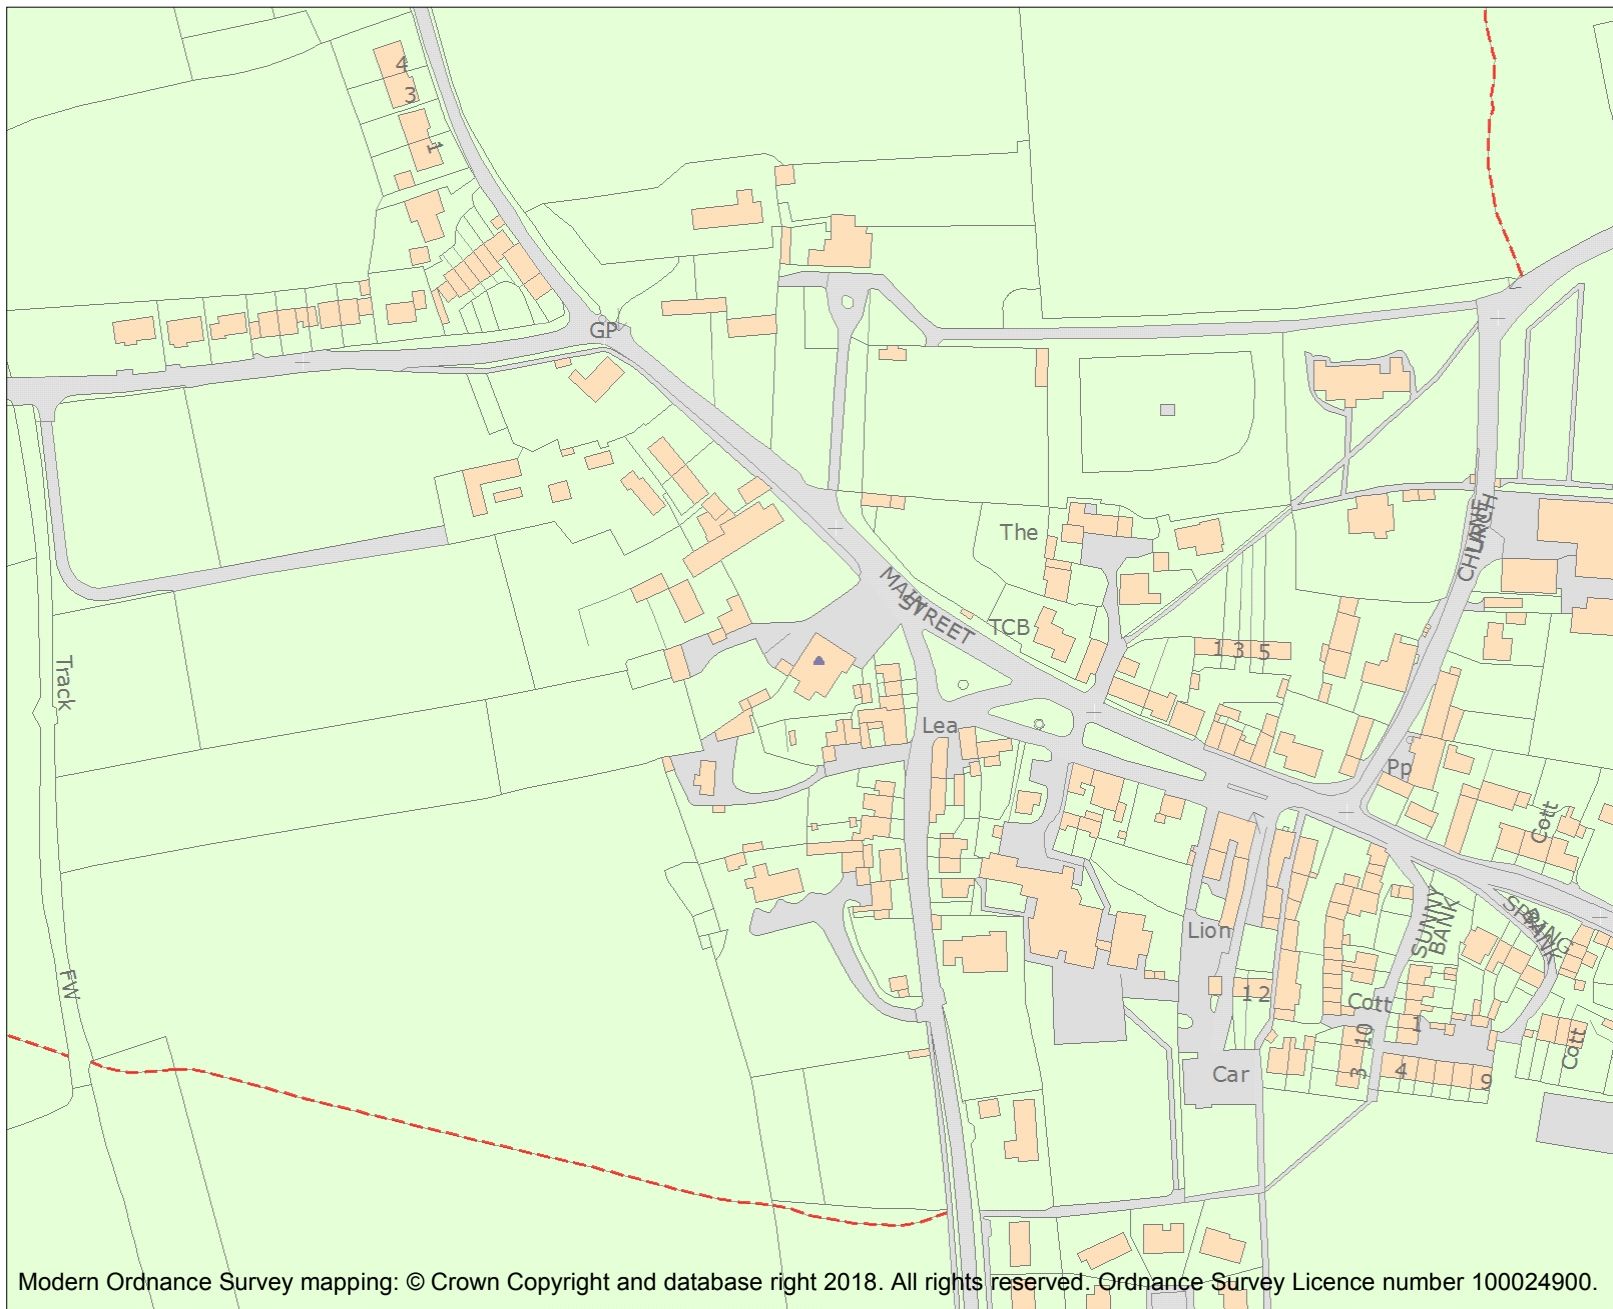 4
3
1
GP
The
CHURCH
LANE
MAIN
STREET
TCB
1 3 5
Track
Lea
Pp
Cott
SUNNY
BANK
SPRING
BANK
Lion
FW
1 2
Cott
10
1
Cott
3
4
9
Car
Modern Ordnance Survey mapping: © Crown Copyright and database right 2018. All rights reserved. Ordnance Survey Licence number 100024900.